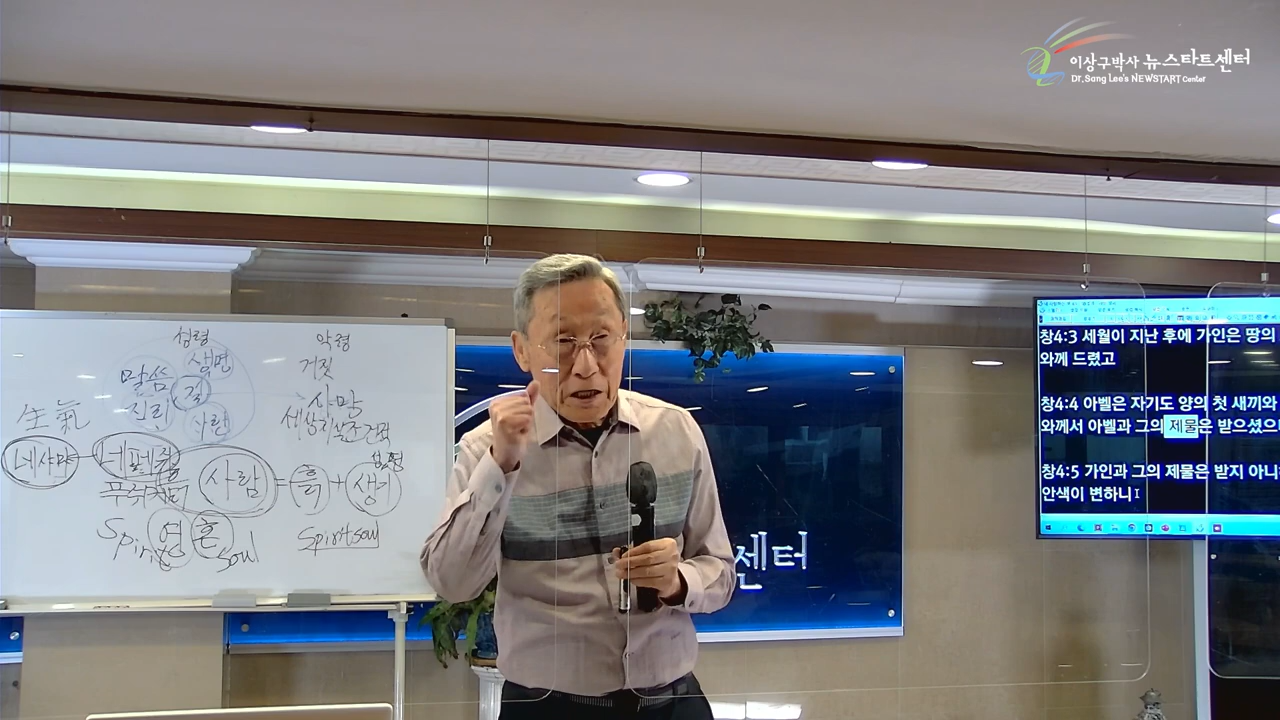 이상구박사 뉴스타트센터
Dr. Sang Lee's NEWSTART Center
성령
악령
생명
거짓
말씀
진리
사랑
사막
生氣
네샤마
네페쉬
사람 = 흙 + 생기
Spirit 영 혼 Soul
Spirit soul
센터
창4:3 세월이 지난 후에 가인은 땅의
와께 드렸고
창4:4 아벨은 자기도 양의 첫 새끼와
와께서 아벨과 그의 제물은 받으셨으
창4:5 가인과 그의 제물은 받지 아니
안색이 변하니